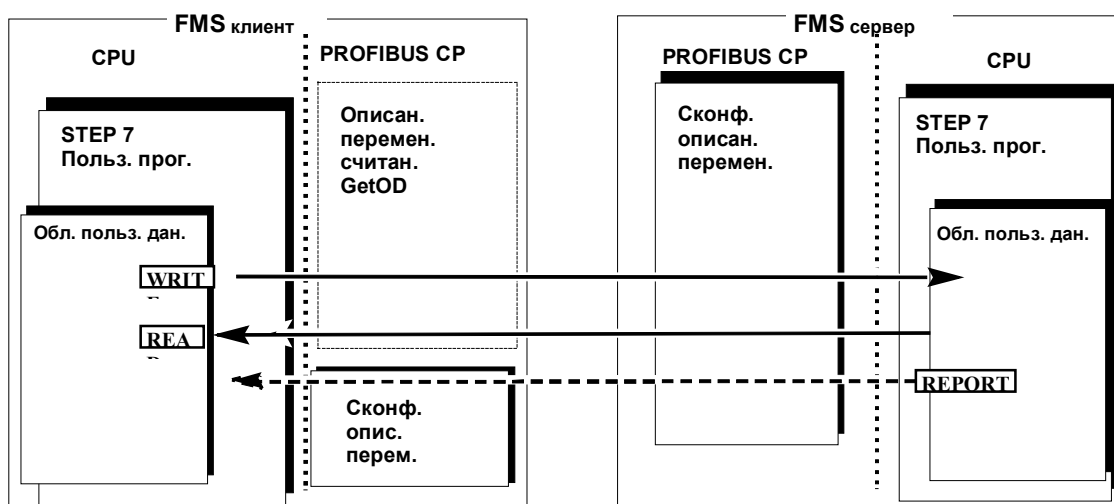 FMS клиент
CPU
PROFIBUS CP
STEP 7
Польз. прог.
Описан.
перемен.
считан.
GetOD
Обл. польз. дан.
WRIT
REA
Сконф.
опис.
перем.
FMS сервер
PROFIBUS CP
CPU
Сконф.
описан.
перемен.
STEP 7
Польз. прог.
Обл. польз. дан.
REPORT